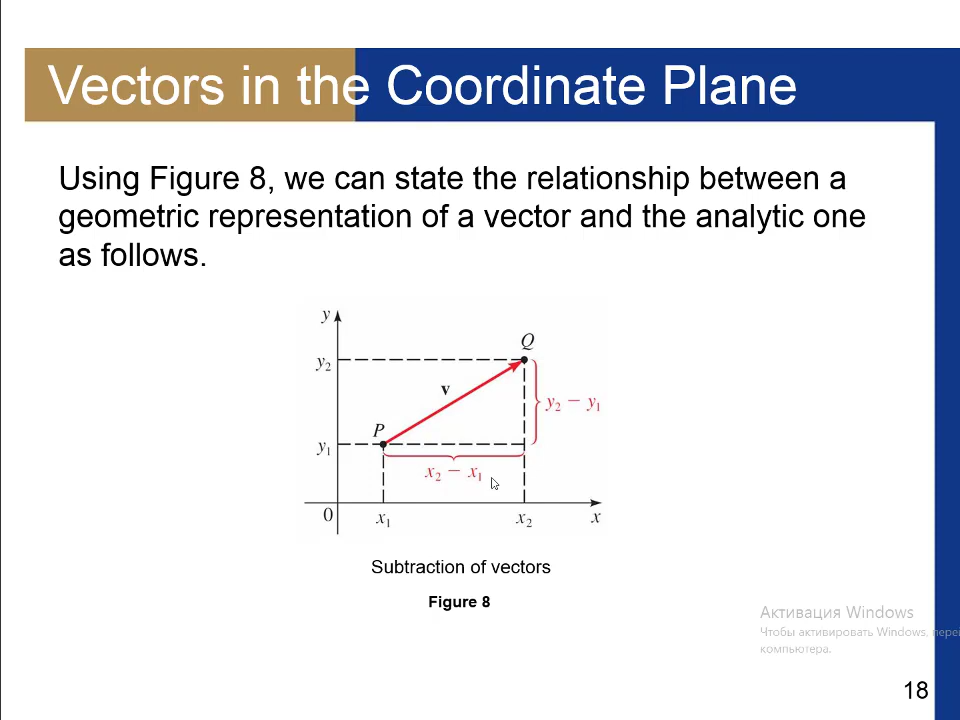 Vectors in the Coordinate Plane
Using Figure 8, we can state the relationship between a
geometric representation of a vector and the analytic one
as follows.
y
Q
y₂
v
y₂ − y₁
P
y₁
x₂ − x₁
0
x₁
x₂
x
Subtraction of vectors
Figure 8
Активация Windows
Чтобы активировать Windows,
компьютера.
18